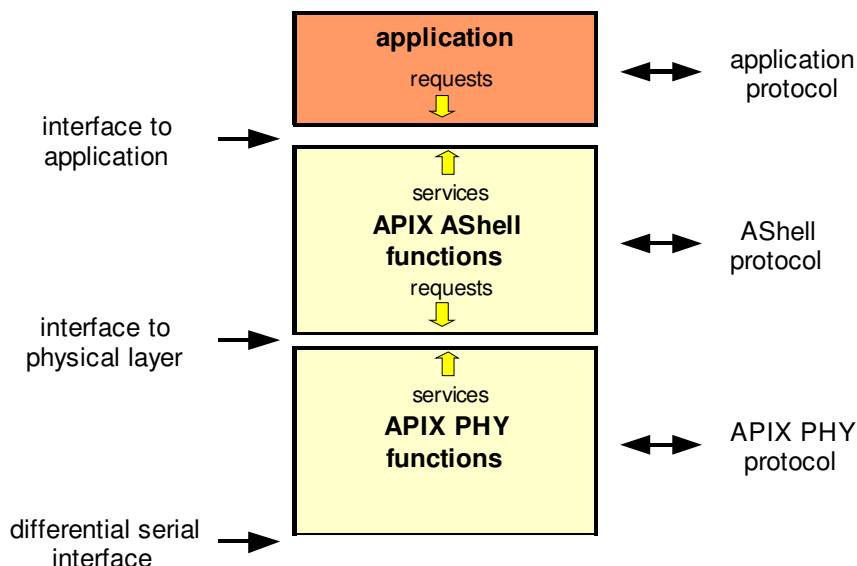 application
requests
application
protocol
interface to
application
services
APIX AShell
functions
requests
AShell
protocol
interface to
physical layer
services
APIX PHY
functions
APIX PHY
protocol
differential serial
interface